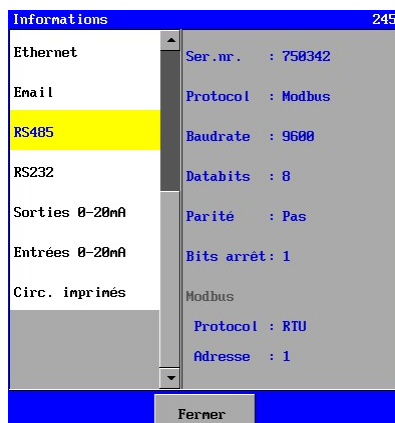 Informations 245
Ethernet
Email
RS485
RS232
Sorties 0-20mA
Entrées 0-20mA
Circ. imprimés
Ser.nr. : 750342
Protocol : Modbus
Baudrate : 9600
Databits : 8
Parité : Pas
Bits arrêt: 1
Modbus
Protocol : RTU
Adresse : 1
Fermer